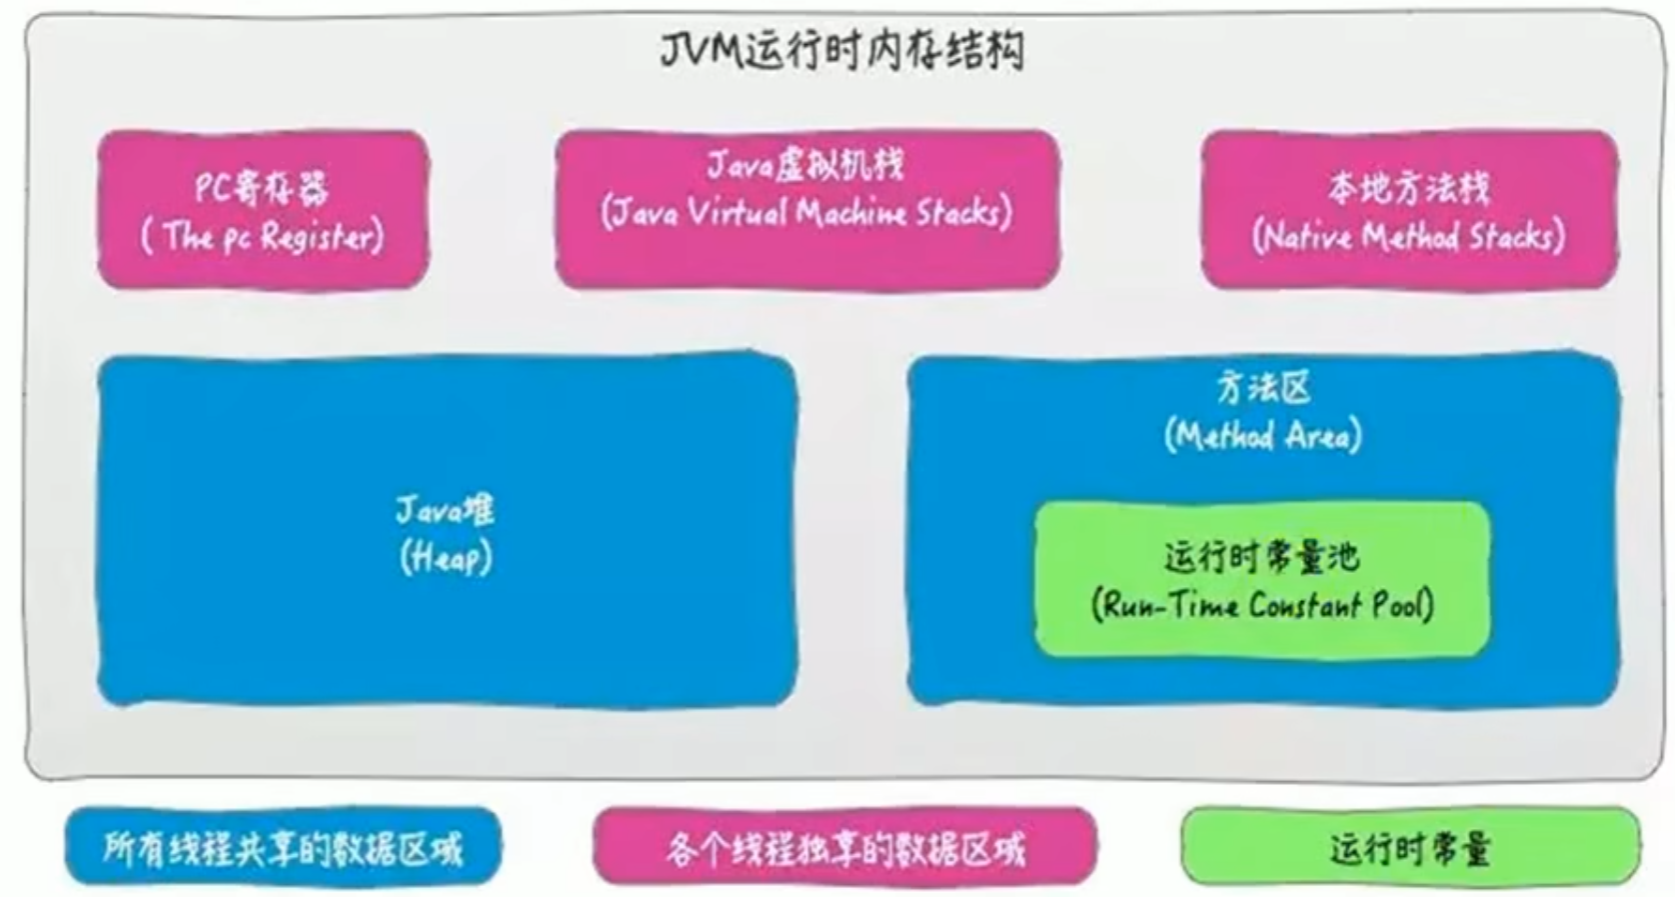 JVM运行时内存结构
PC寄存器
( The pc Register)
Java虚拟机栈
(Java Virtual Machine Stacks)
本地方法栈
(Native Method Stacks)
Java堆
(Heap)
方法区
(Method Area)
运行时常量池
(Run-Time Constant Pool)
所有线程共享的数据区域
各个线程独享的数据区域
运行时常量